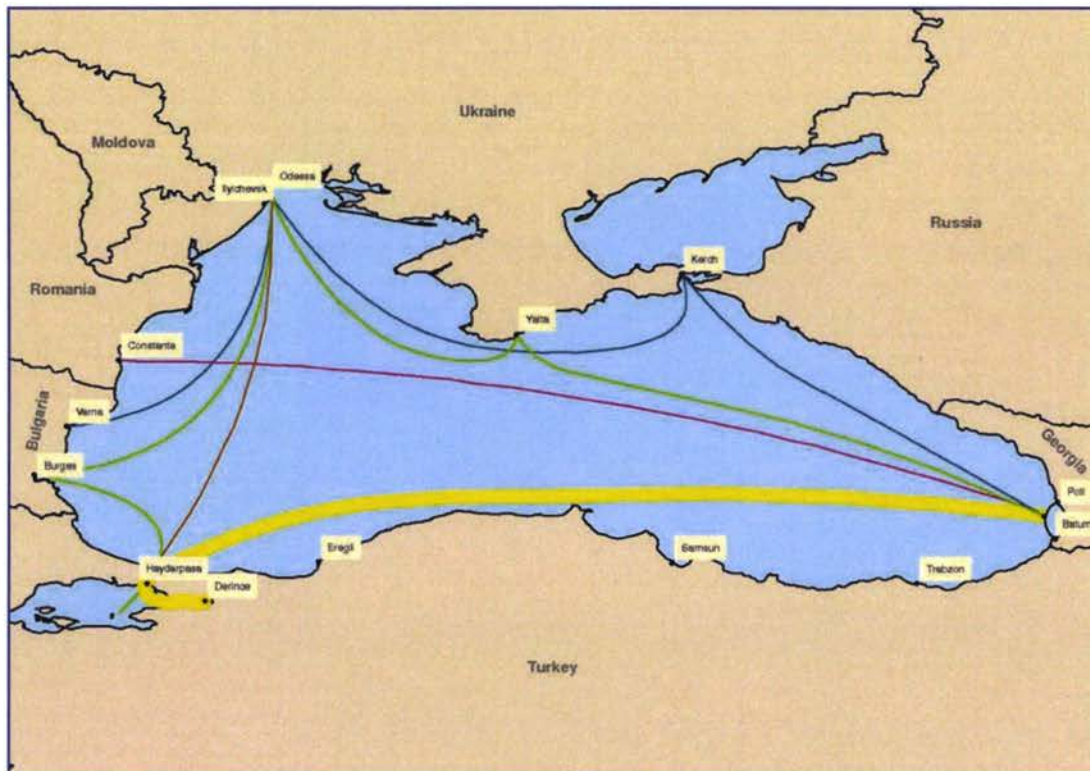 Ukraine
Moldova
Odessa
Ilyichevsk
Russia
Kerch
Romania
Yalta
Constanta
Varna
Bulgaria
Georgia
Burgas
Poti
Batumi
Eregli
Samsun
Haydarpasa
Trabzon
Derince
Turkey